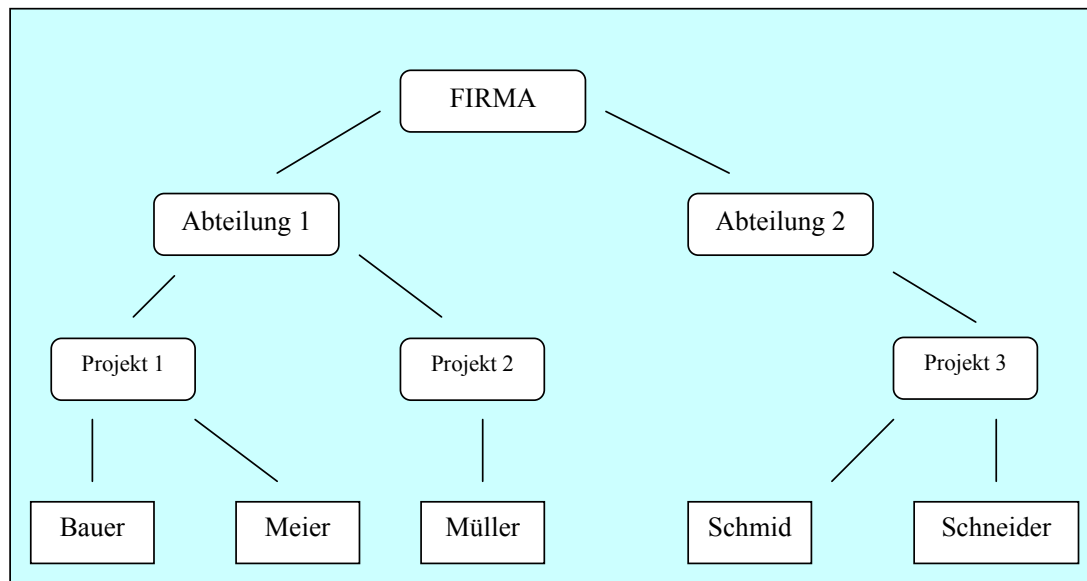 FIRMA
Abteilung 1
Abteilung 2
Projekt 1
Projekt 2
Projekt 3
Bauer
Meier
Müller
Schmid
Schneider